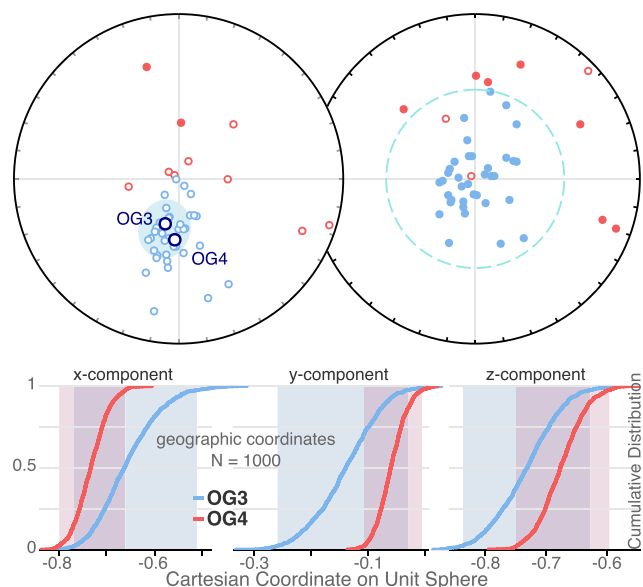 OG3
OG4
x-component
y-component
z-component
1
0.5
0
geographic coordinates
N = 1000
OG3
OG4
Cumulative Distribution
-0.8
-0.6
-0.3
-0.1
-0.8
-0.7
-0.6
Cartesian Coordinate on Unit Sphere